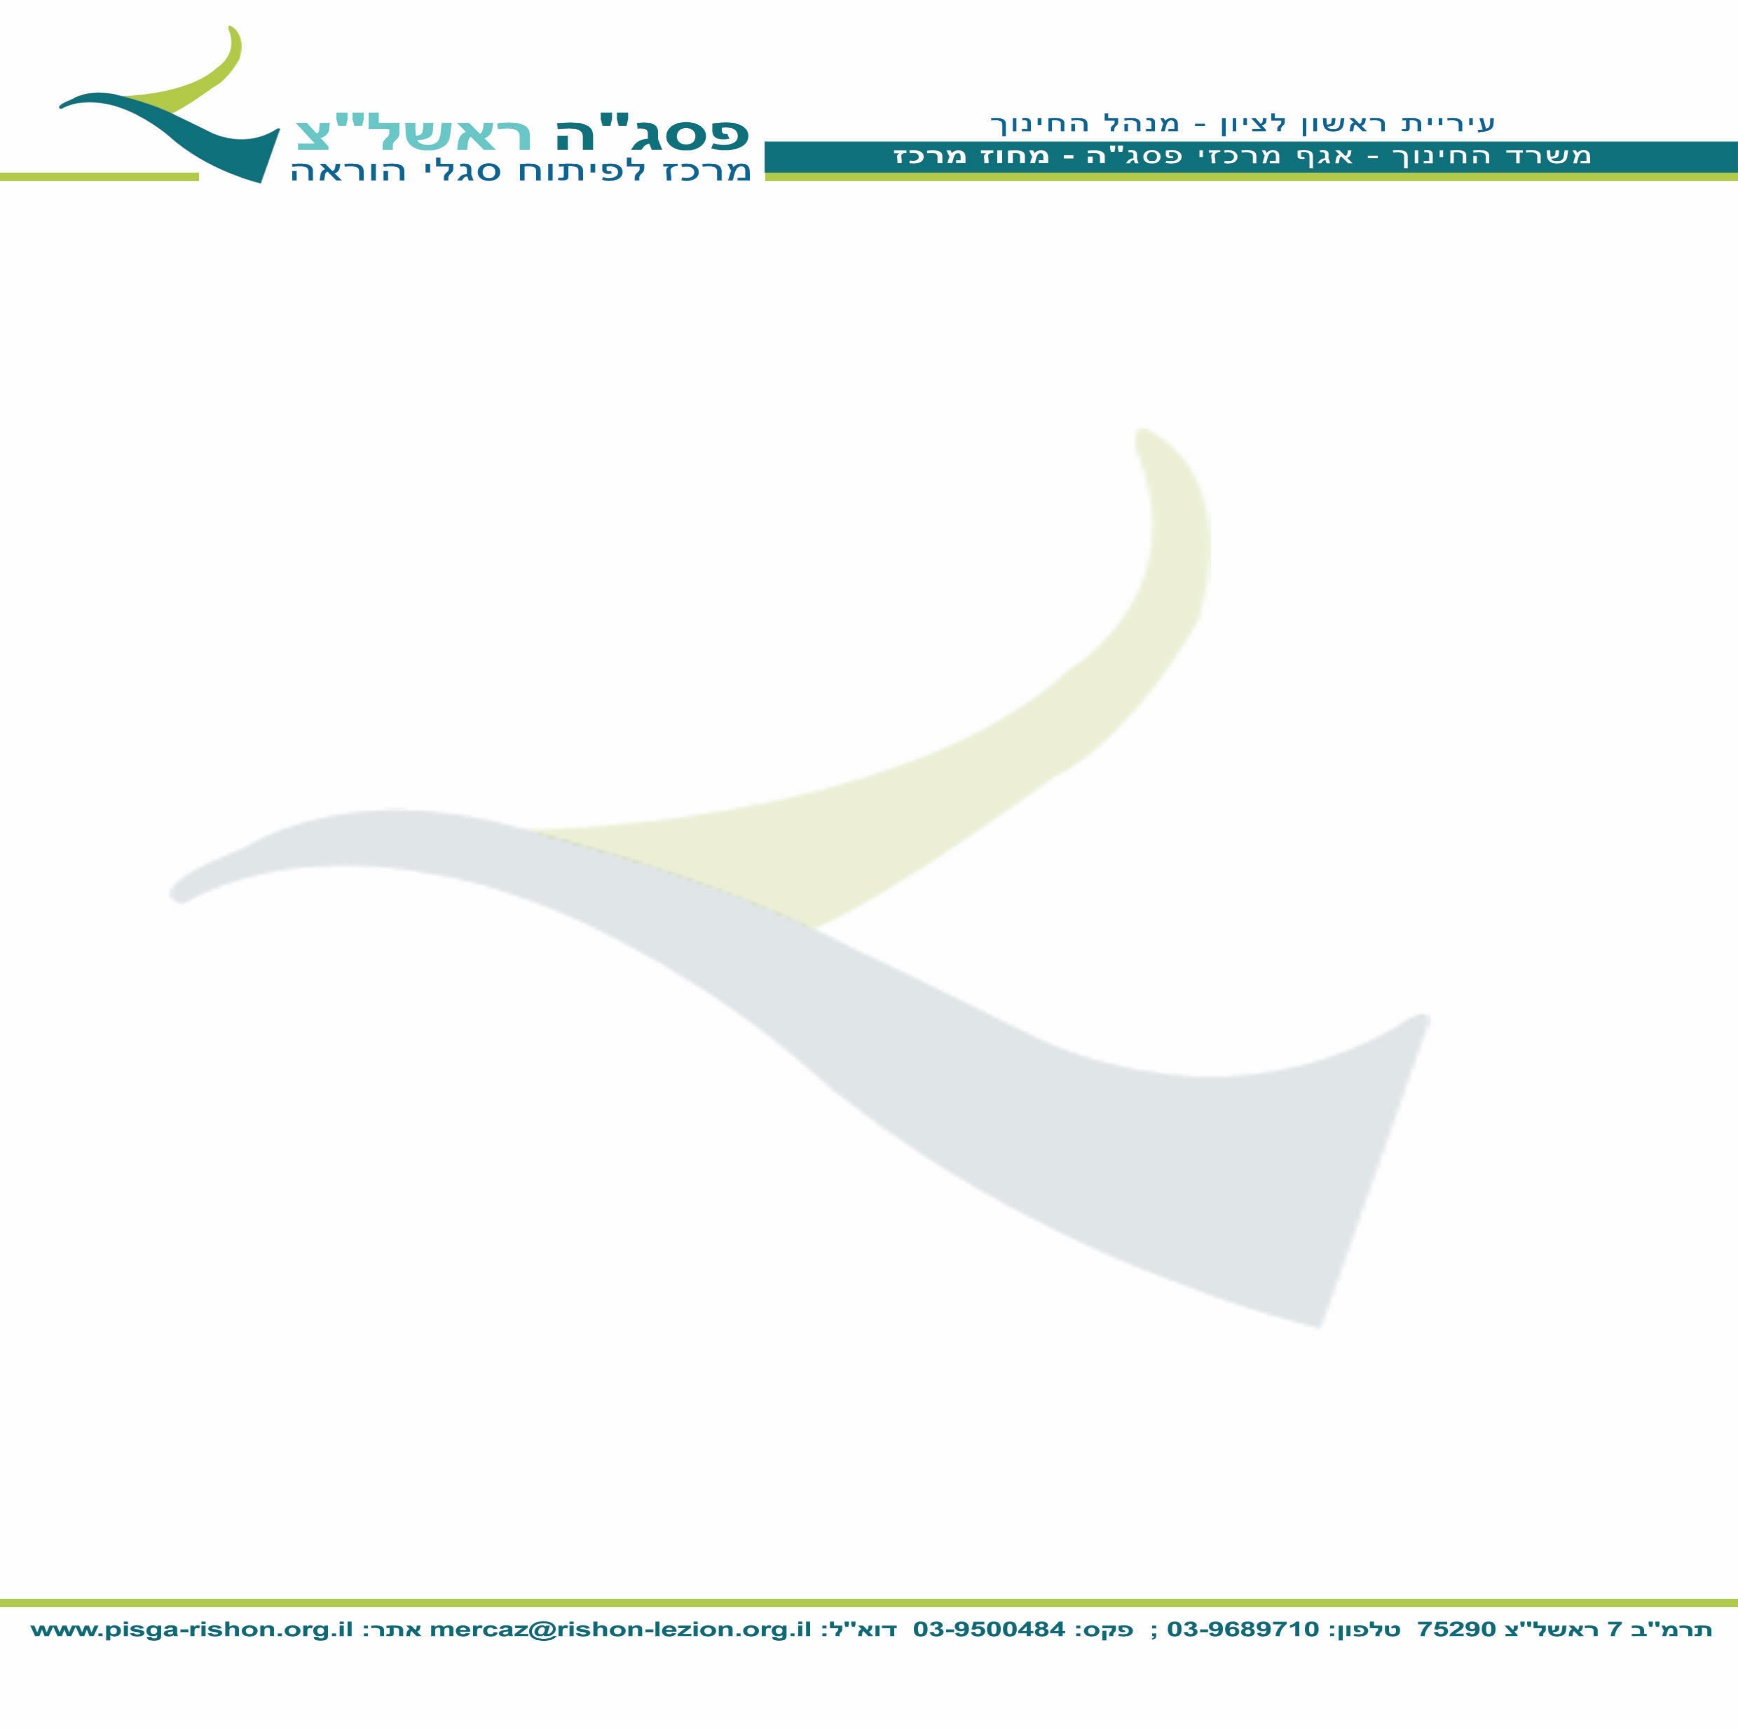 עיריית ראשון לציון - מנהל החינוך
משרד החינוך - אגף מרכזי פסג"ה - מחוז מרכז
פסג"ה ראשל"צ
מרכז לפיתוח סגלי הוראה
תרמ"ב 7 ראשל"צ 75290 טלפון: 03-9689710 ; פקס: 03-9500484 דוא"ל: mercaz@rishon-lezion.org.il אתר: www.pisga-rishon.org.il